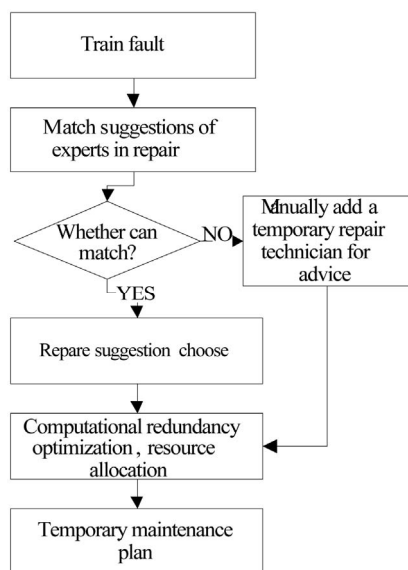 Train fault
Match suggestions of
experts in repair
Whether can
match?
NO
Manually add a
temporary repair
technician for
advice
YES
Repare suggestion choose
Computational redundancy
optimization , resource
allocation
Temporary maintenance
plan